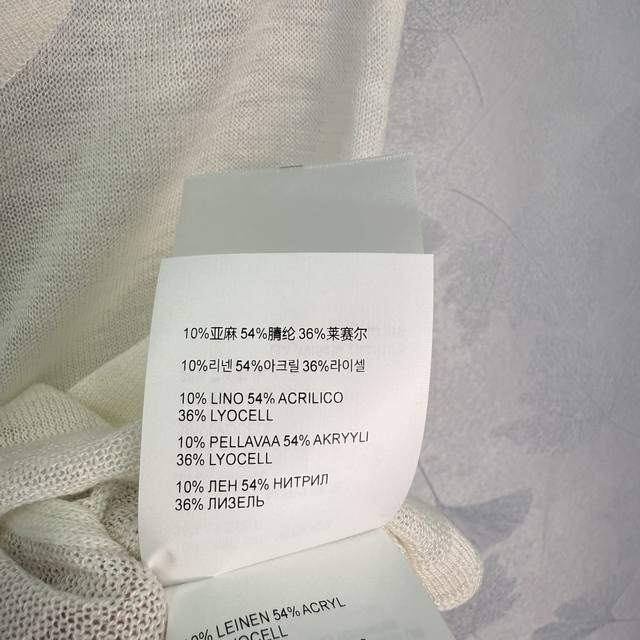 10%亚麻 54%腈纶 36%莱赛尔
10%리넨 54%아크릴 36%라이셀
10% LINO 54% ACRILICO
36% LYOCELL
10% PELLAVAA 54% AKRYYLI
36% LYOCELL
10% ЛЕН 54% НИТРИЛ
36% ЛИЗЕЛЬ
10% LEINEN 54% ACRYL
LYOCELL